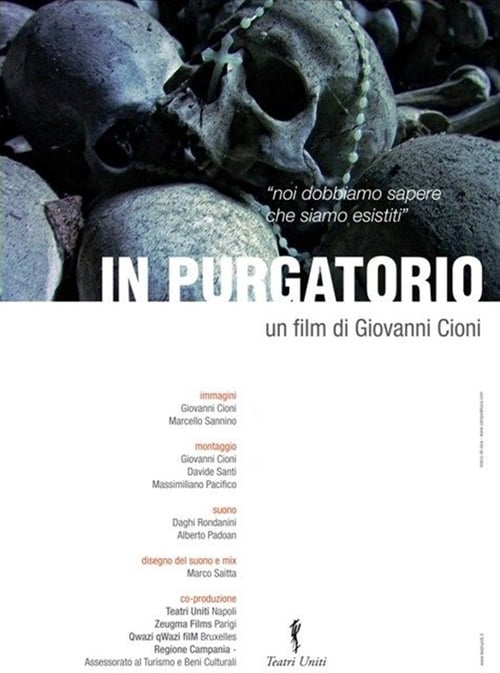 "noi dobbiamo sapere
che siamo esistiti"
IN PURGATORIO
un film di Giovanni Cioni
immagini
Giovanni Cioni
Marcello Sannino
montaggio
Giovanni Cioni
Davide Santi
Massimiliano Pacifico
suono
Daghi Rondanini
Alberto Padoan
disegno del suono e mix
Marco Saitta
co-produzione
Teatri Uniti Napoli
Zeugma Films Parigi
Qwazi qWazi filM Bruxelles
Regione Campania -
Assessorato al Turismo e Beni Culturali
Teatri Uniti
www.teatriuniti.it